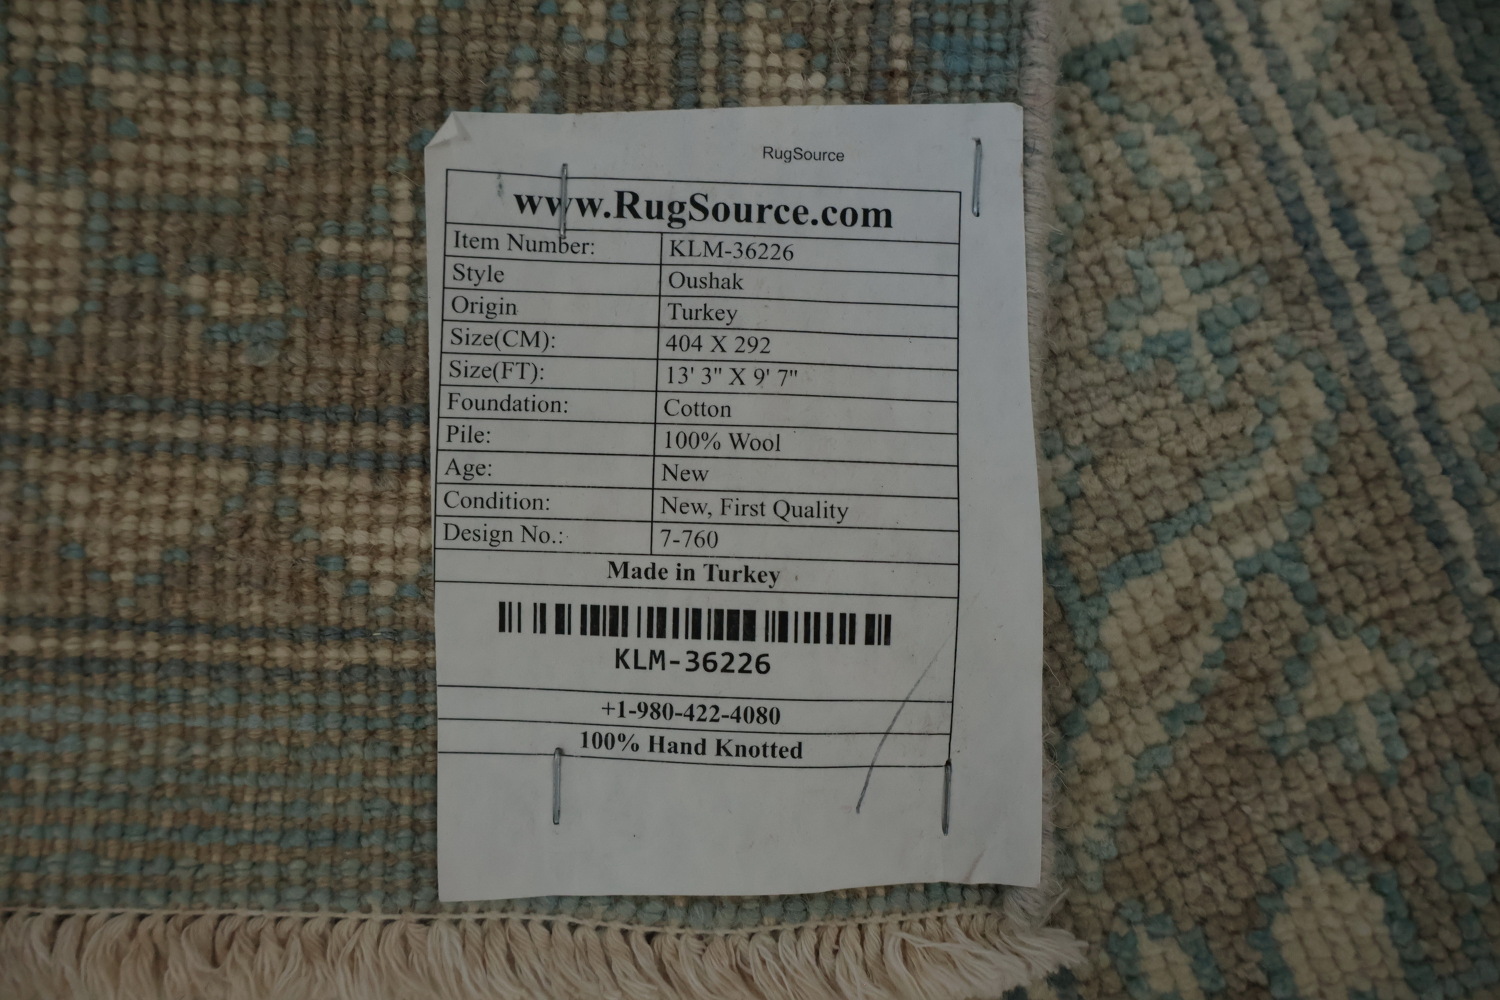 RugSource
www.RugSource.com
Item Number: KLM-36226
Style Oushak
Origin Turkey
Size(CM): 404 X 292
Size(FT): 13' 3" X 9' 7"
Foundation: Cotton
Pile: 100% Wool
Age: New
Condition: New, First Quality
Design No.: 7-760
Made in Turkey
KLM-36226
+1-980-422-4080
100% Hand Knotted